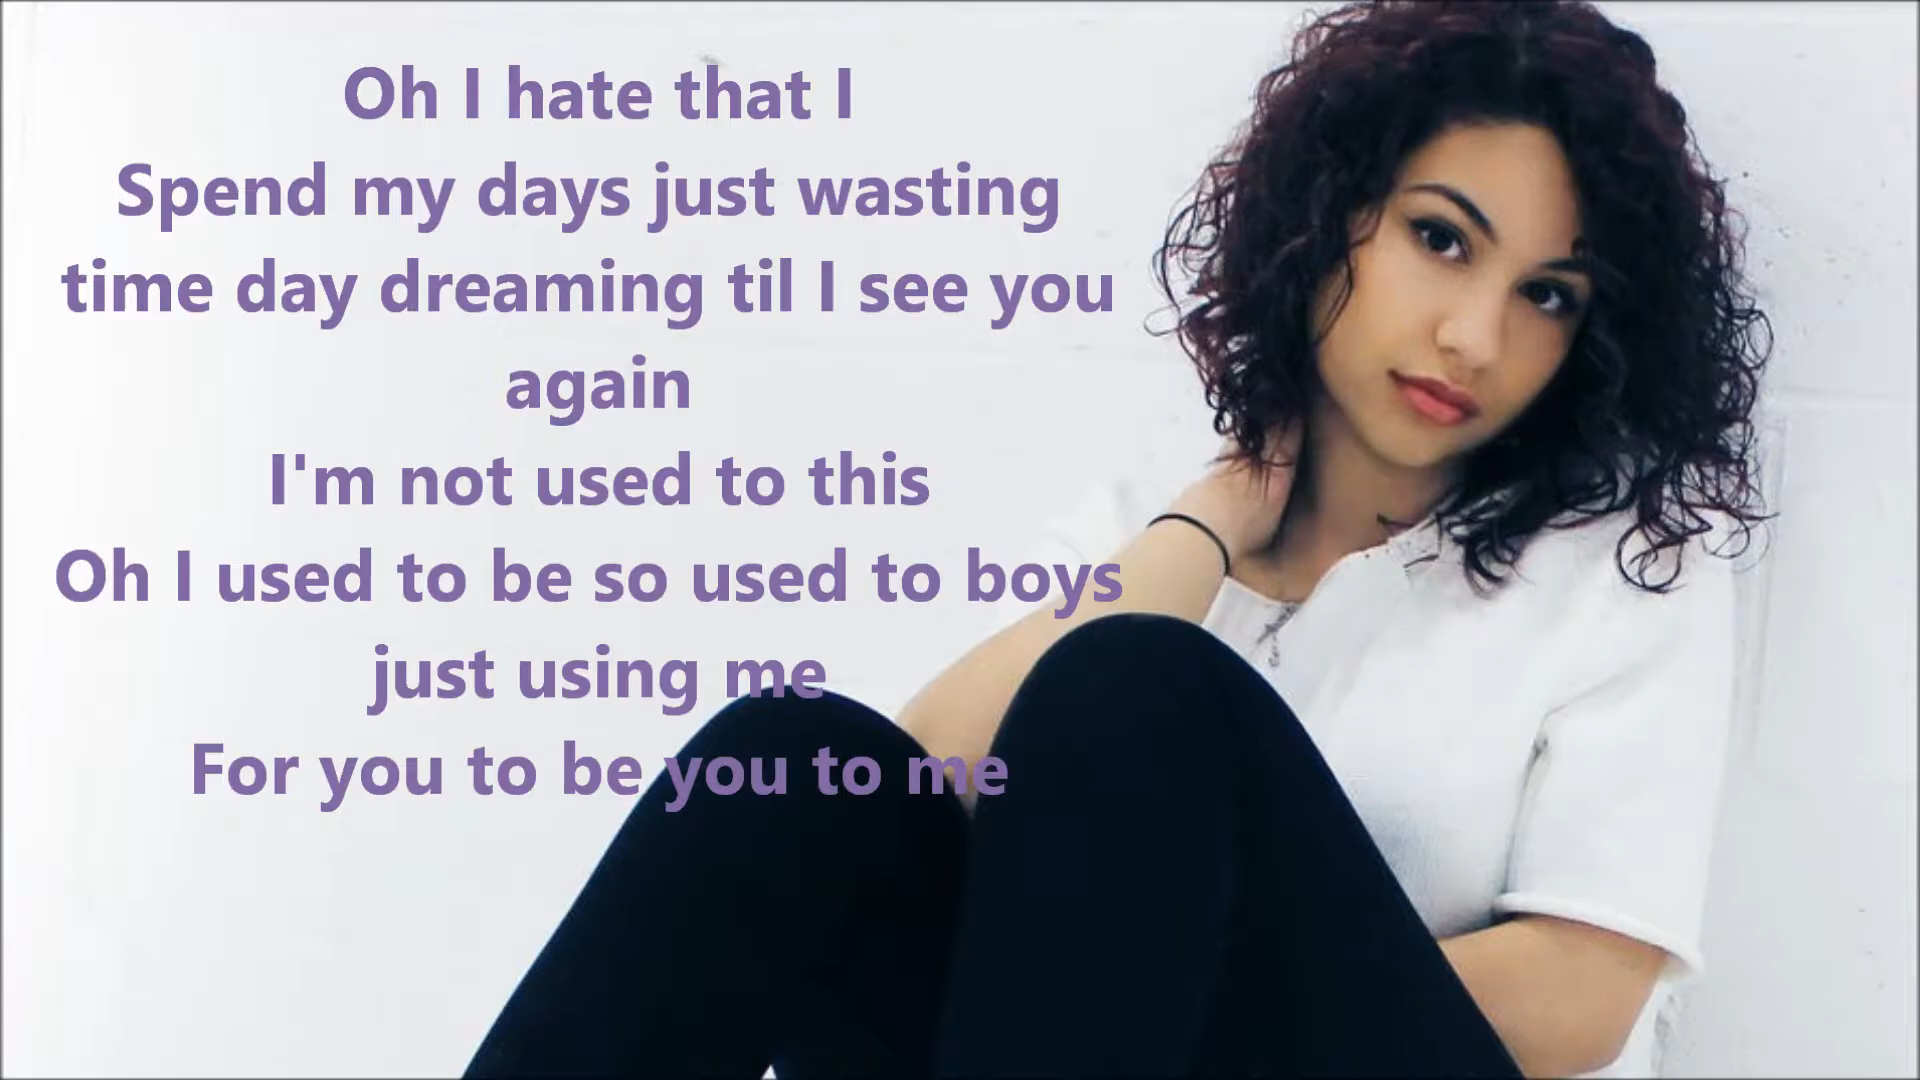 Oh I hate that I
Spend my days just wasting
time day dreaming til I see you
again
I'm not used to this
Oh I used to be so used to boys
just using me
For you to be you to me